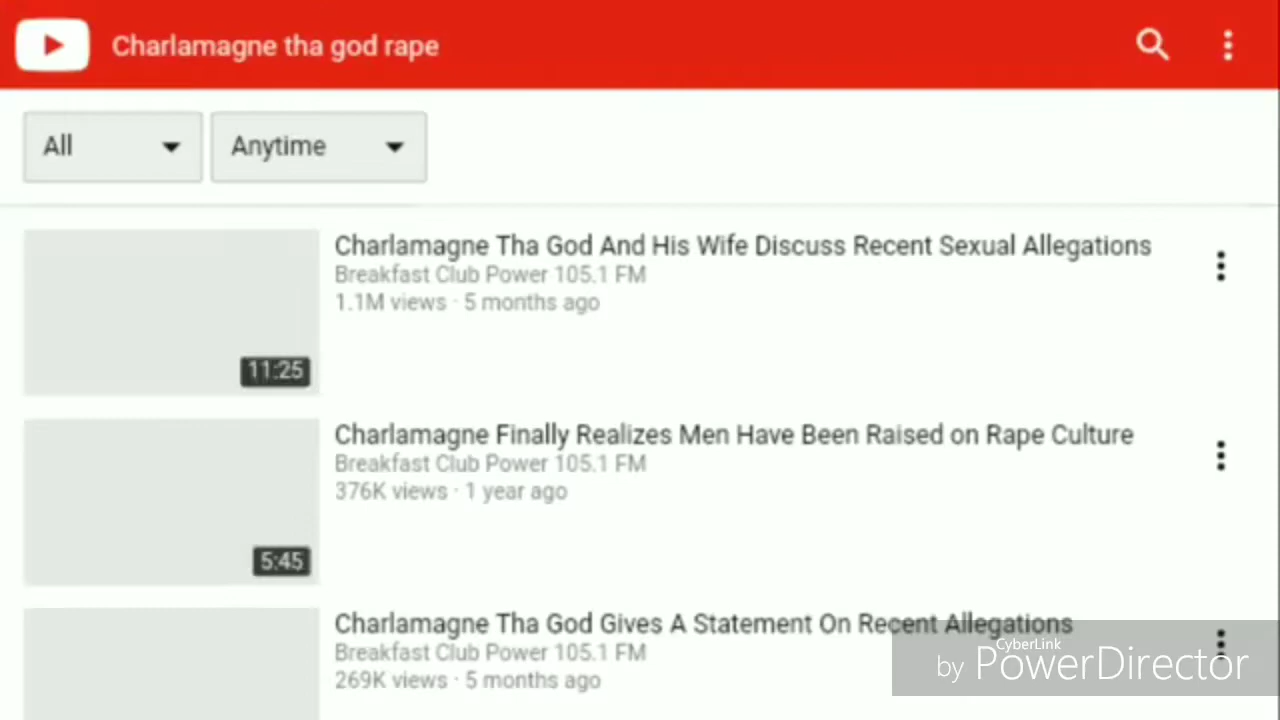 Charlamagne tha god rape
All
Anytime
Charlamagne Tha God And His Wife Discuss Recent Sexual Allegations
Breakfast Club Power 105.1 FM
1.1M views · 5 months ago
11:25
Charlamagne Finally Realizes Men Have Been Raised on Rape Culture
Breakfast Club Power 105.1 FM
376K views · 1 year ago
5:45
Charlamagne Tha God Gives A Statement On Recent Allegations
Breakfast Club Power 105.1 FM
269K views · 5 months ago
CyberLink
by PowerDirector